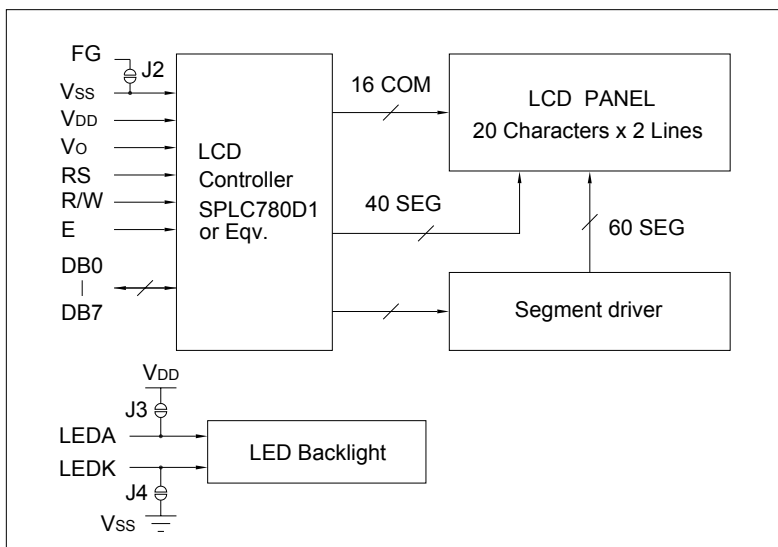 FG
J2
VSS
VDD
VO
RS
R/W
E
DB0
DB7
LCD
Controller
SPLC780D1
or Eqv.
16 COM
40 SEG
LCD PANEL
20 Characters x 2 Lines
60 SEG
Segment driver
VDD
J3
LEDA
LEDK
J4
VSS
LED Backlight